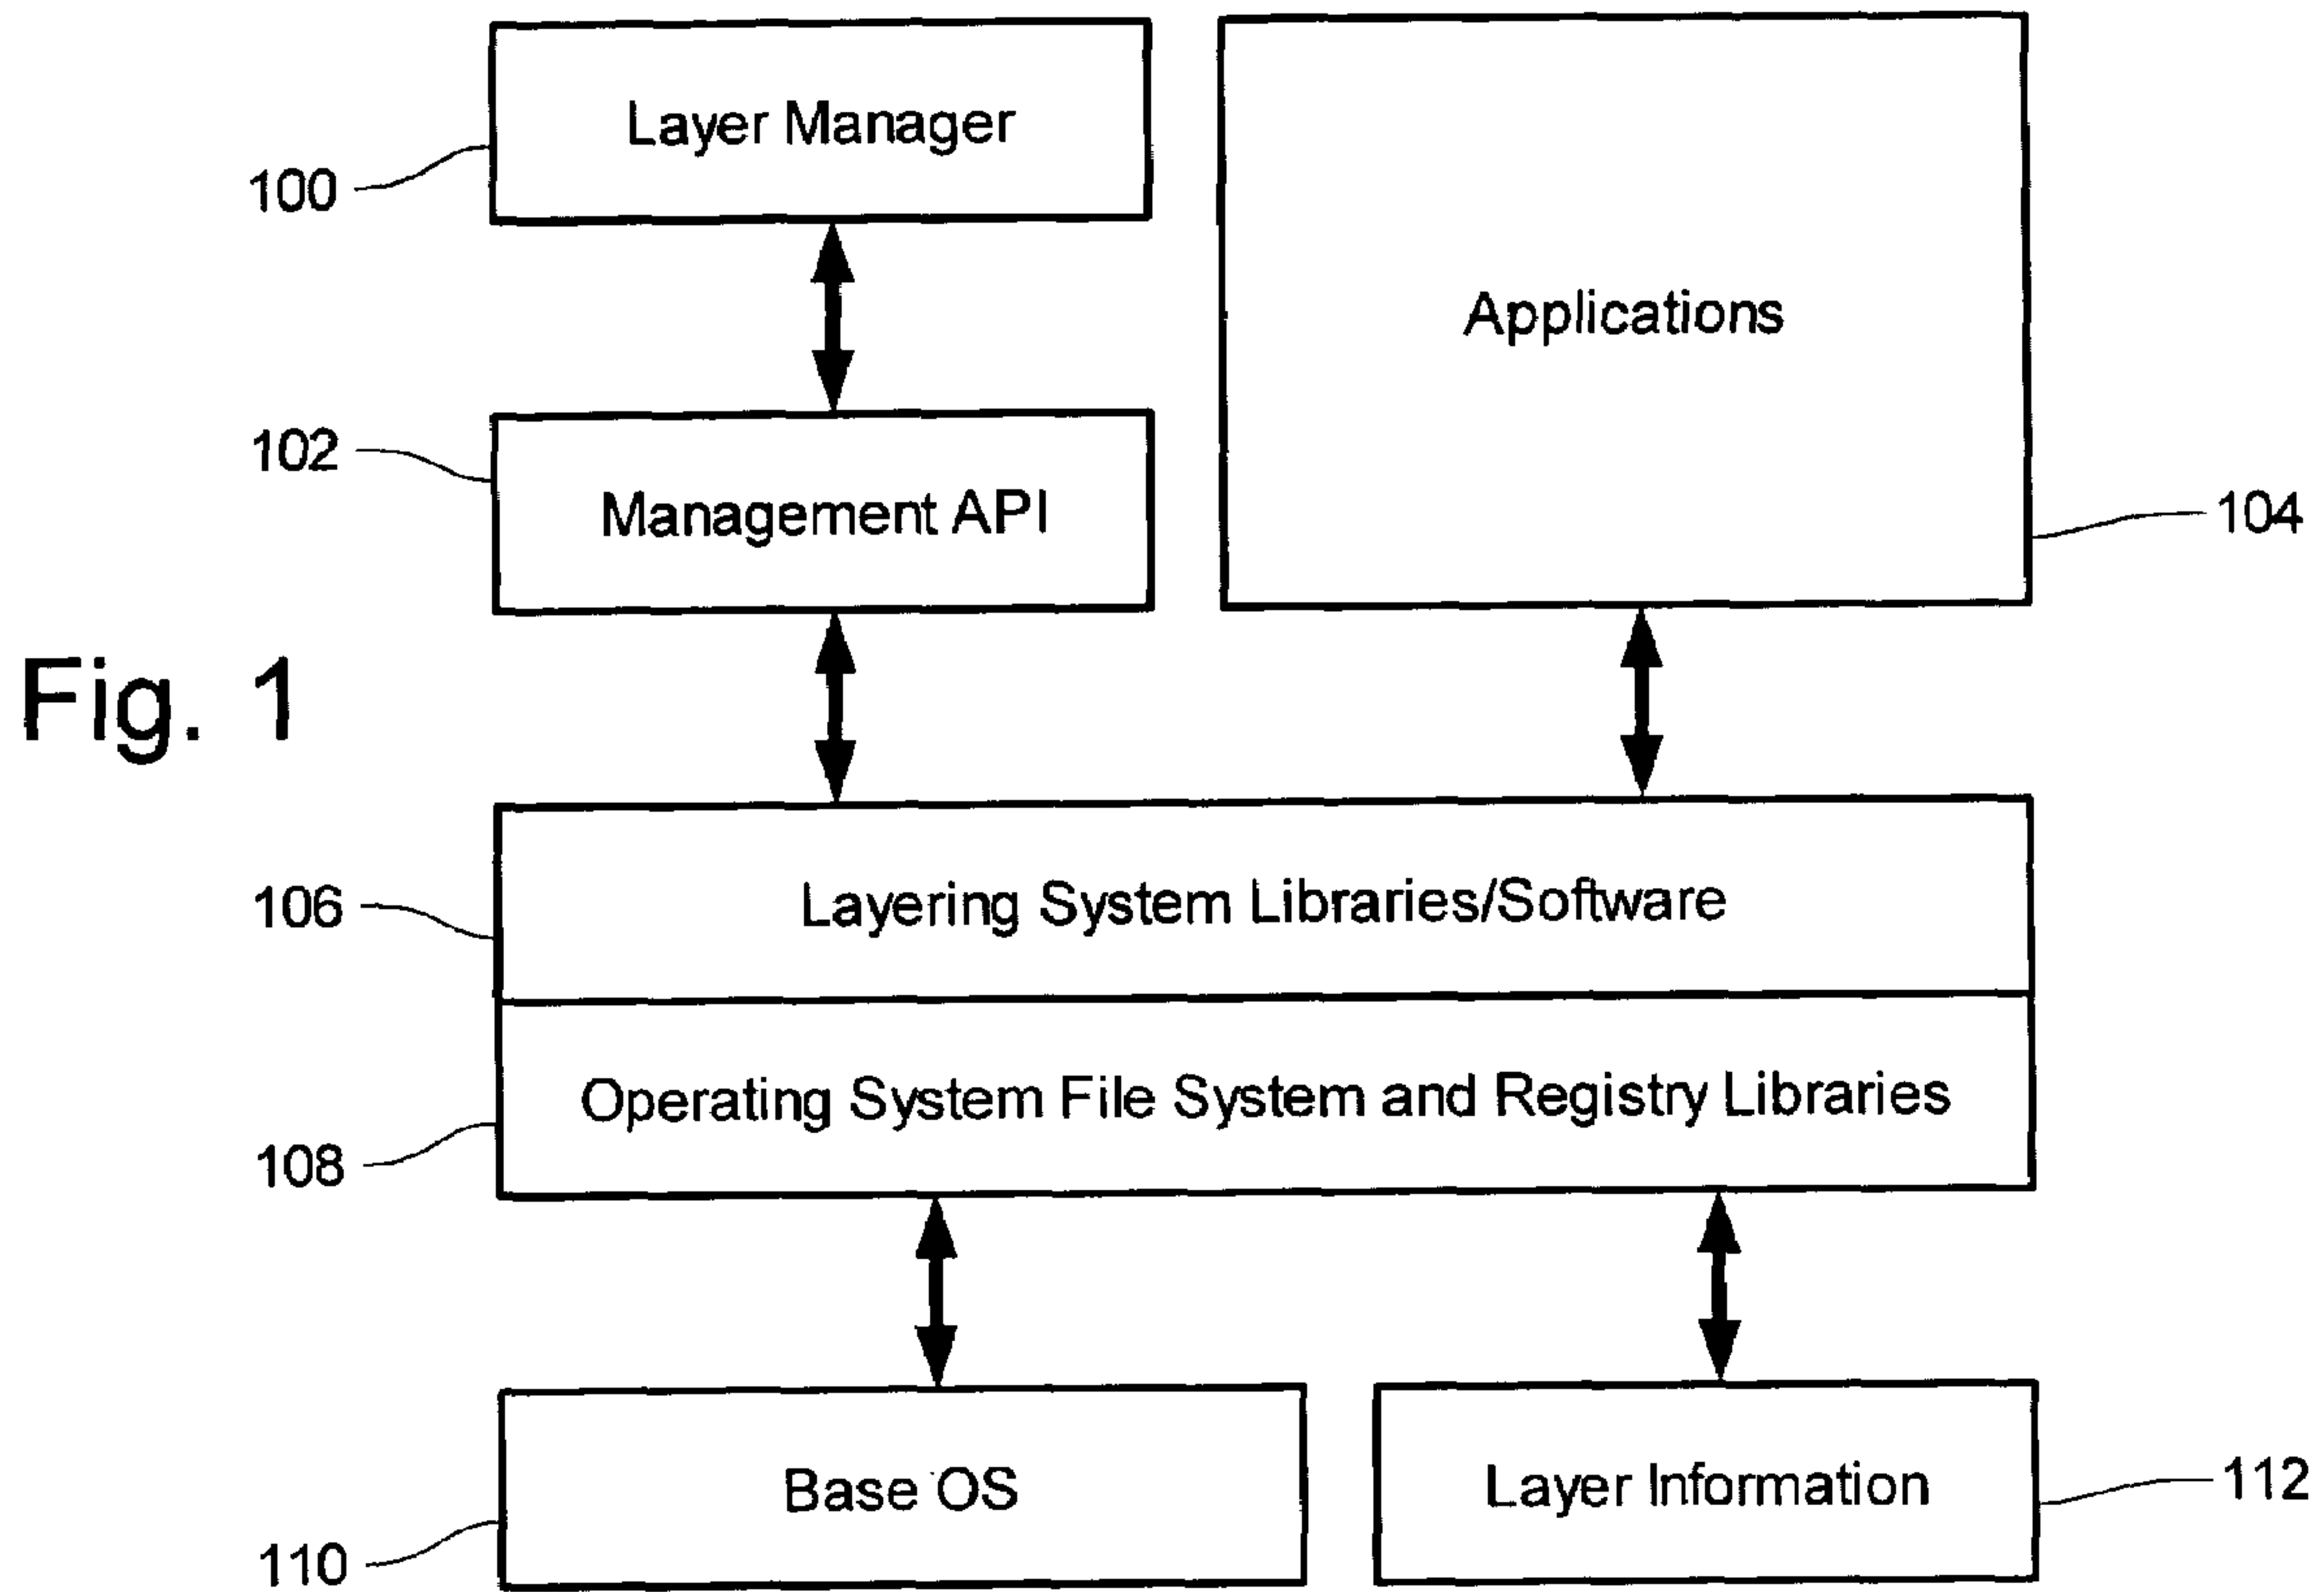 Layer Manager
100
Applications
102
Management API
104
Fig. 1
106
Layering System Libraries/Software
Operating System File System and Registry Libraries
108
Base OS
Layer Information
112
110